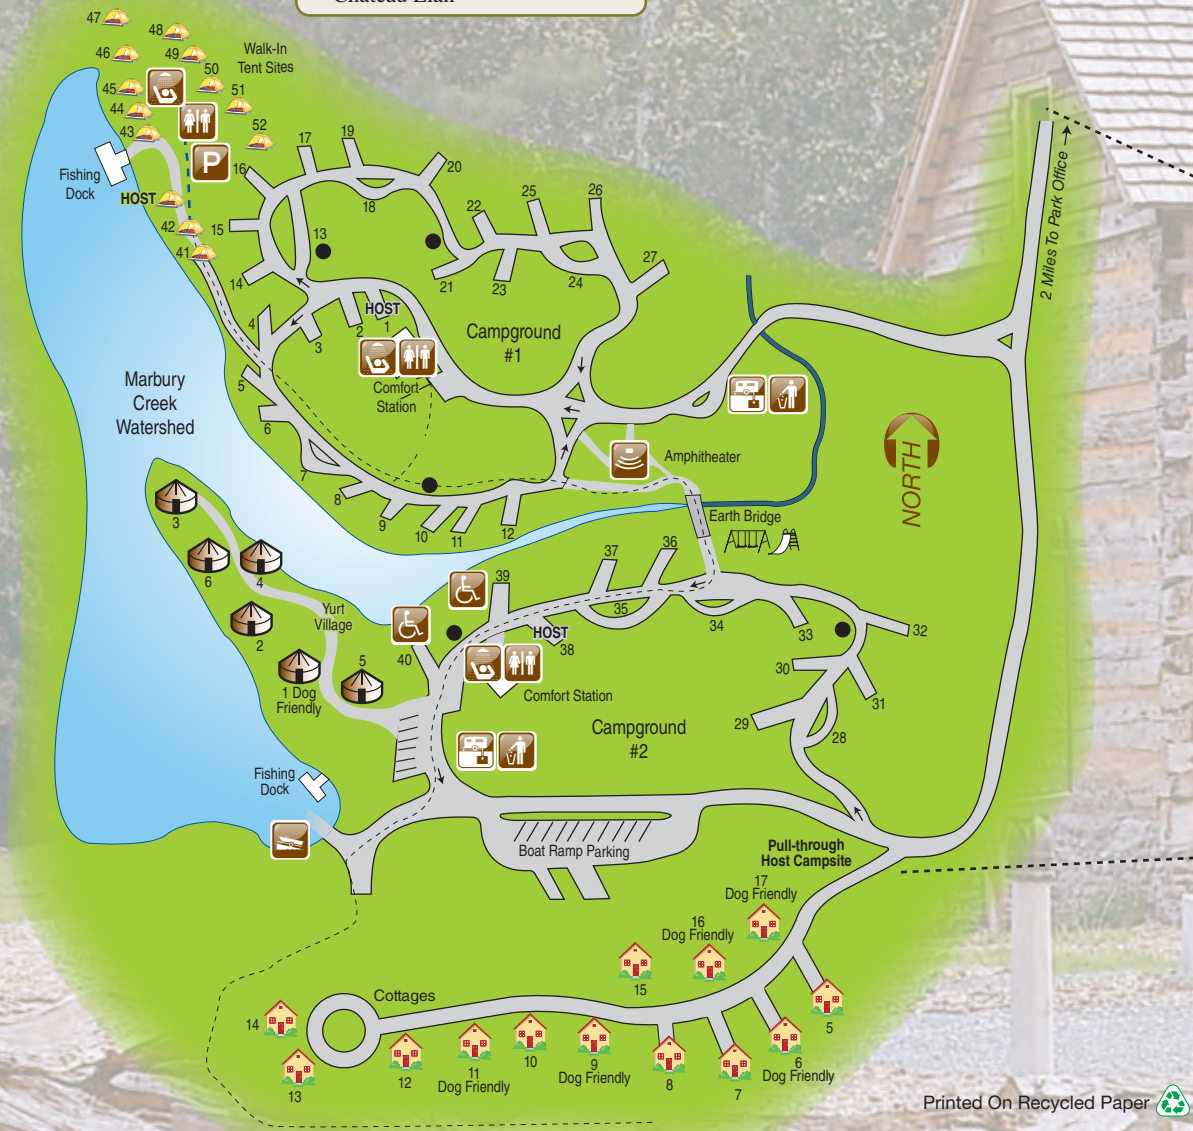 Chateau Elan
47
48
46
49
Walk-In
Tent Sites
50
45
51
44
43
52
P
Fishing
Dock
HOST
42
41
15
16
17
19
20
18
13
14
22
25
26
21
23
24
27
4
3
2
HOST
1
Campground
#1
Comfort
Station
5
6
7
8
9
10
11
12
Marbury
Creek
Watershed
2 Miles To Park Office
Amphitheater
NORTH
Earth Bridge
3
6
4
2
Yurt
Village
1 Dog
Friendly
5
40
39
37
36
35
34
33
32
HOST
38
30
31
29
28
Comfort Station
Campground
#2
Fishing
Dock
Boat Ramp Parking
Pull-through
Host Campsite
17
Dog Friendly
16
Dog Friendly
15
Cottages
14
13
12
11
Dog Friendly
10
9
Dog Friendly
8
7
6
Dog Friendly
5
Printed On Recycled Paper